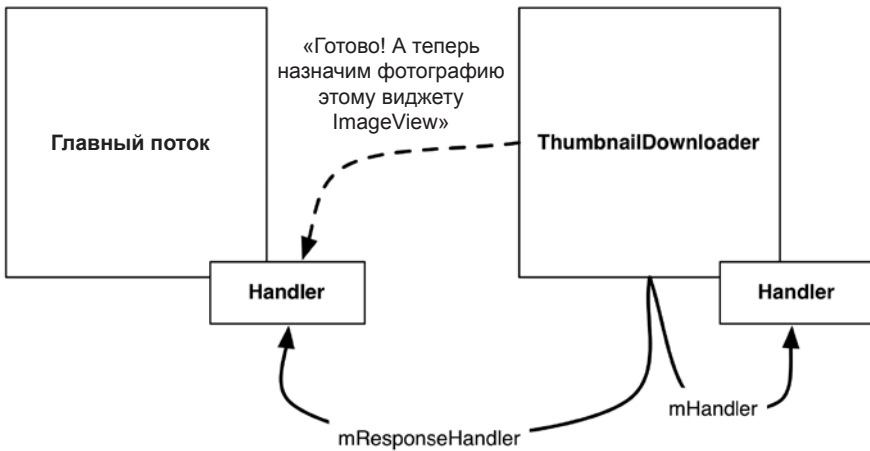 «Готово! А теперь
назначим фотографию
этому виджету
ImageView»
Главный поток
ThumbnailDownloader
Handler
Handler
mHandler
mResponseHandler